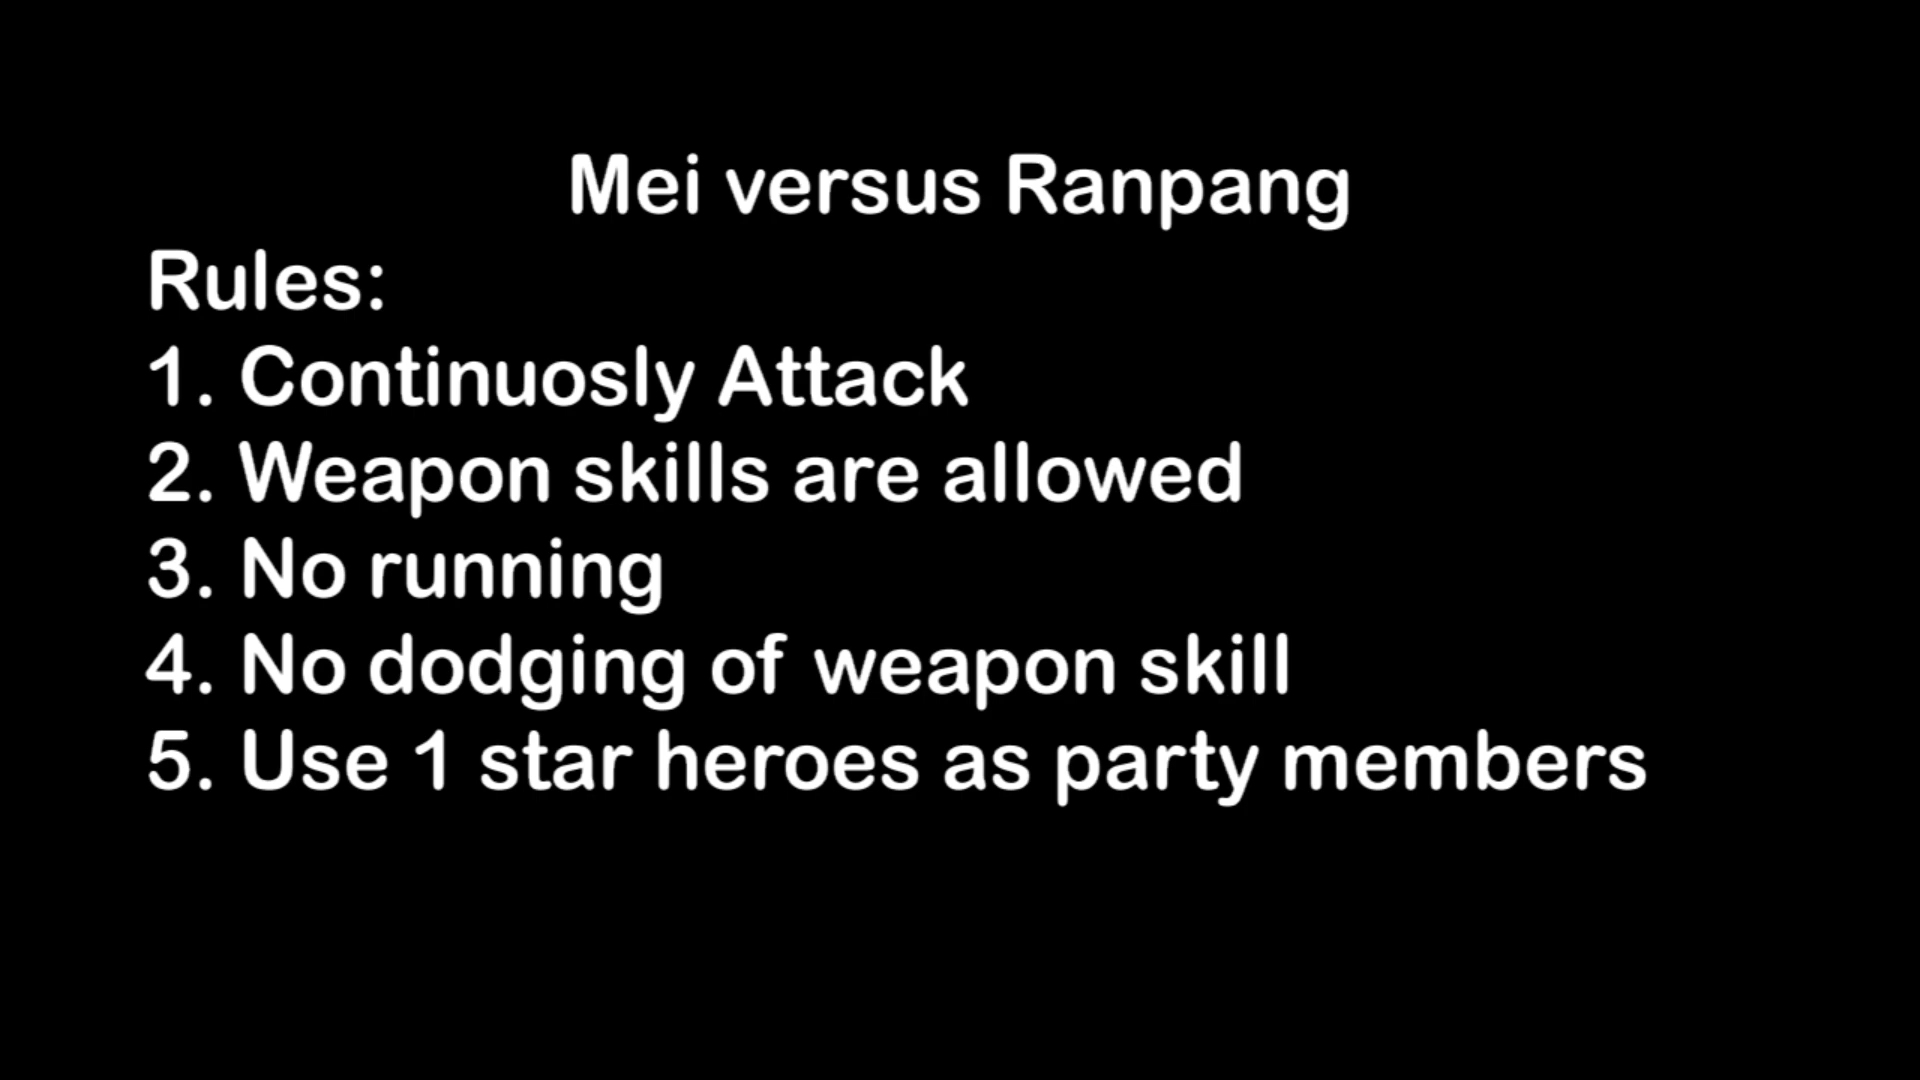 Mei versus Ranpang
Rules:
1. Continuosly Attack
2. Weapon skills are allowed
3. No running
4. No dodging of weapon skill
5. Use 1 star heroes as party members